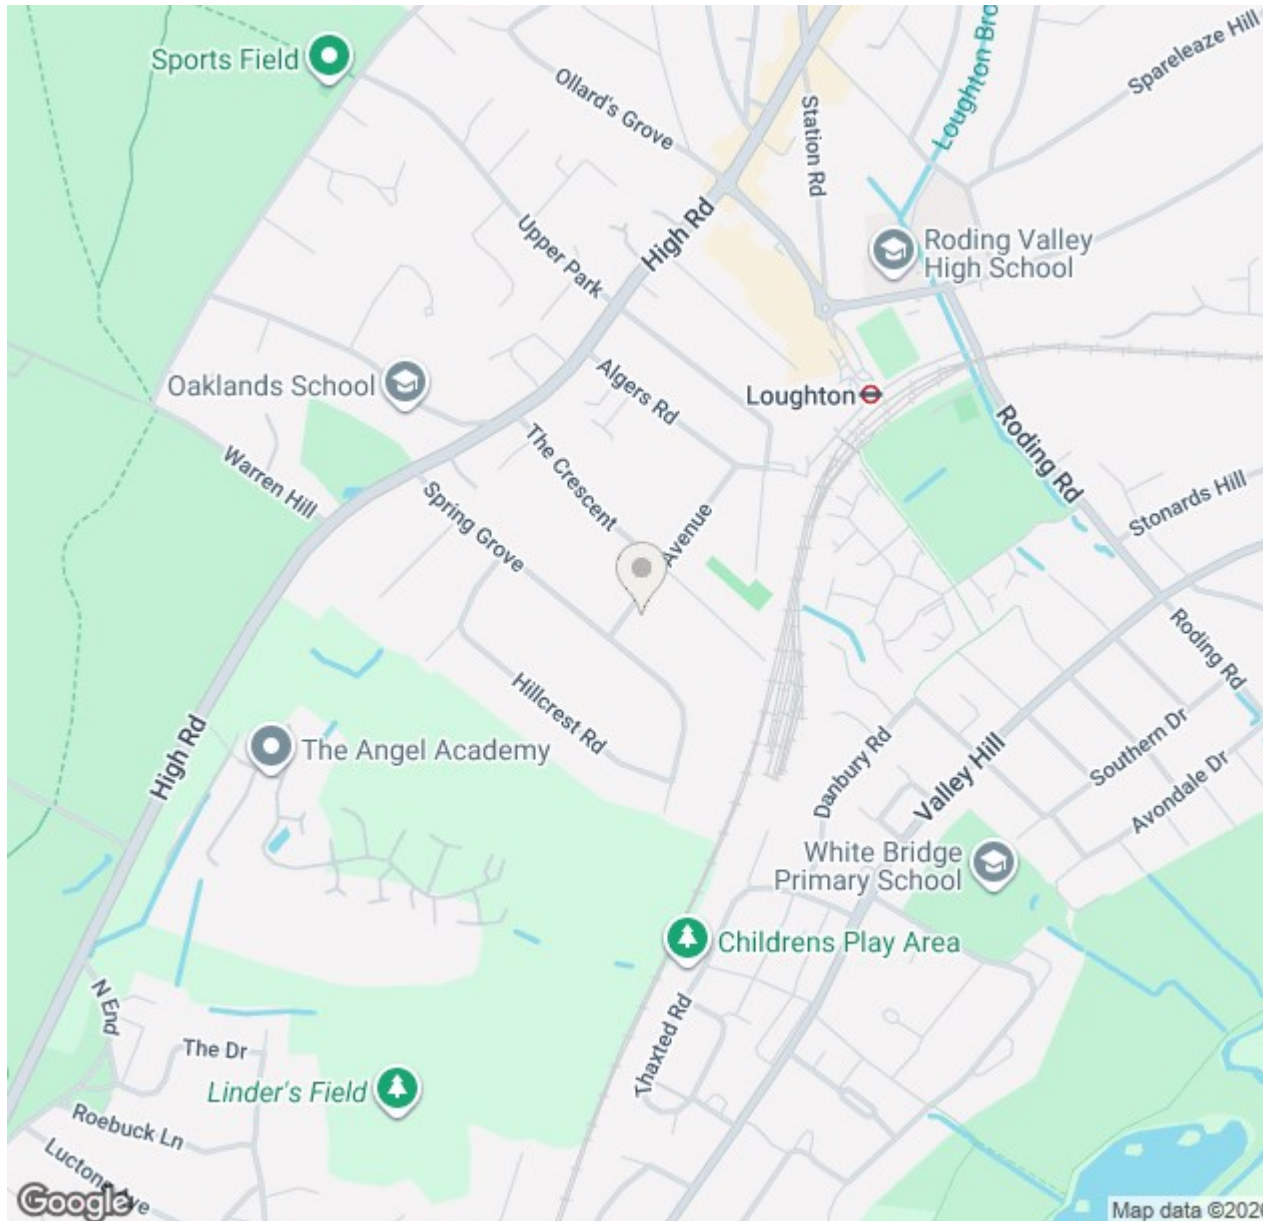 Sports Field
Ollard's Grove
Station Rd
Loughton Bro
Spareleaze Hill
High Rd
Upper Park
Roding Valley
High School
Oaklands School
Algers Rd
Loughton
Warren Hill
The Crescent
Spring Grove
Avenue
Roding Rd
Stonards Hill
Roding Rd
Hillcrest Rd
High Rd
The Angel Academy
Danbury Rd
Valley Hill
Southern Dr
Avondale Dr
White Bridge
Primary School
Childrens Play Area
N End
The Dr
Thaxted Rd
Linder's Field
Roebuck Ln
Luctons Ave
Google
Map data ©2026